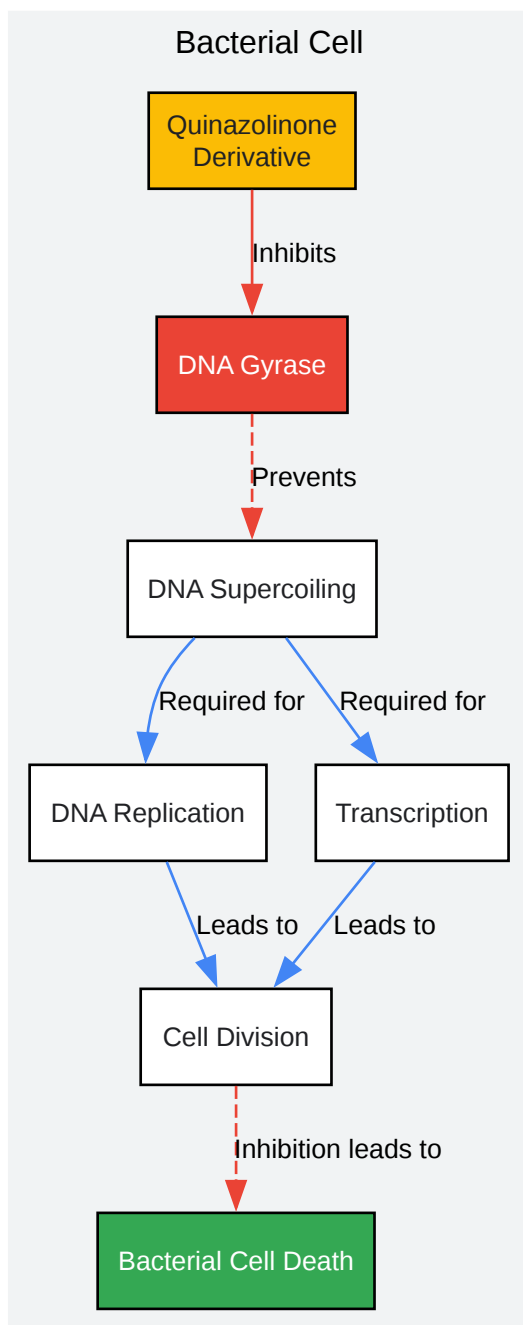 Bacterial Cell
Quinazolinone
Derivative
Inhibits
DNA Gyrase
Prevents
DNA Supercoiling
Required for
Required for
DNA Replication
Transcription
Leads to
Leads to
Cell Division
Inhibition leads to
Bacterial Cell Death